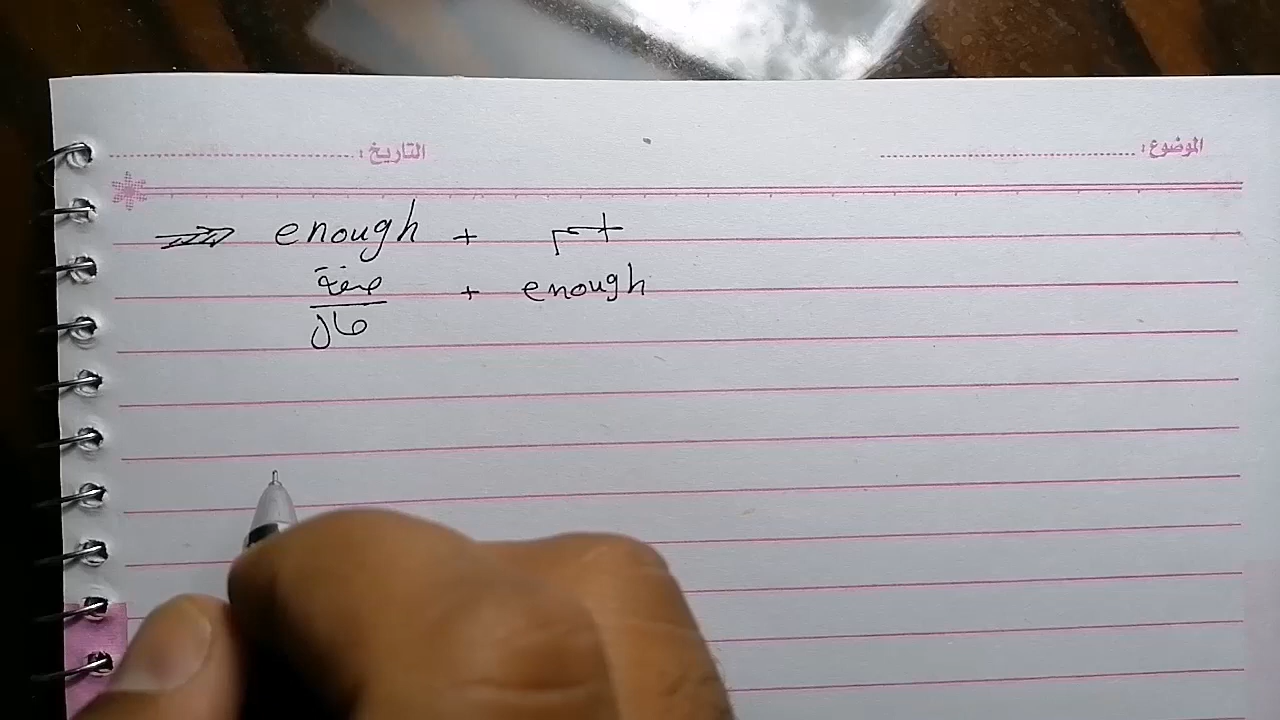 الموضوع :
التاريخ :
enough + اسم
صفة + enough
حال